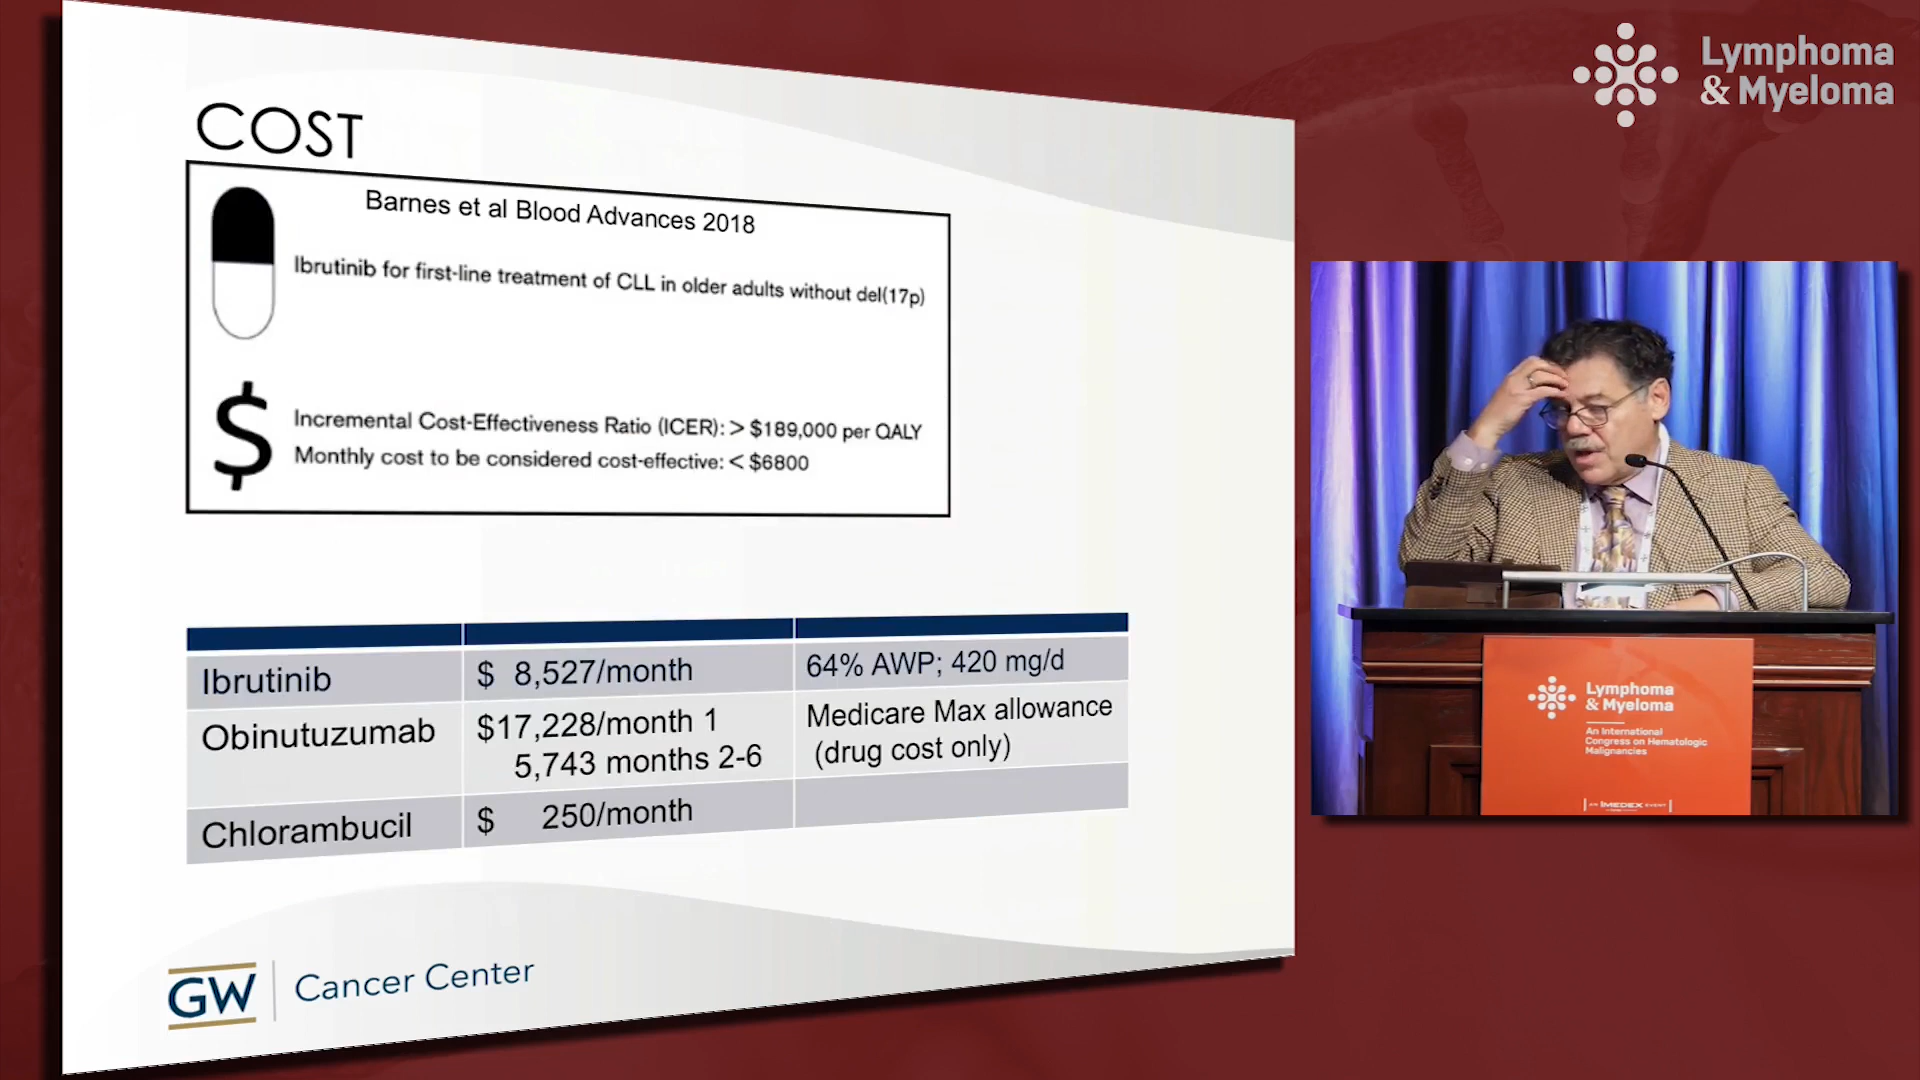 Lymphoma
& Myeloma
COST
Barnes et al Blood Advances 2018
Ibrutinib for first-line treatment of CLL in older adults without del(17p)
$
Incremental Cost-Effectiveness Ratio (ICER): > $189,000 per QALY
Monthly cost to be considered cost-effective: < $6800
Ibrutinib $ 8,527/month 64% AWP; 420 mg/d
Obinutuzumab $17,228/month 1 Medicare Max allowance
5,743 months 2-6 (drug cost only)
Chlorambucil $ 250/month
GW Cancer Center
Lymphoma
& Myeloma
An International
Congress on Hematologic
Malignancies
AN IMEDEX EVENT